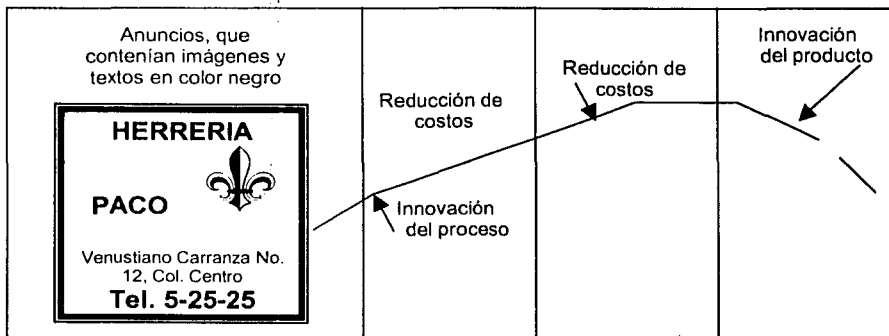 Anuncios, que
contenían imágenes y
textos en color negro
HERRERIA
PACO
Venustiano Carranza No.
12, Col. Centro
Tel. 5-25-25
Reducción de
costos
Innovación
del proceso
Reducción de
costos
Innovación
del producto